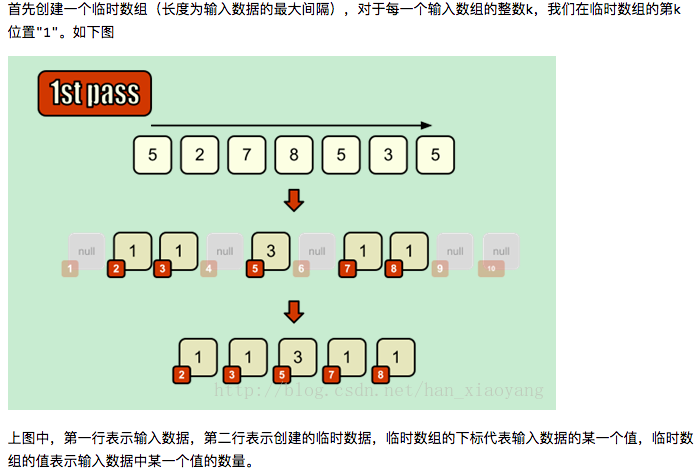 首先创建一个临时数组（长度为输入数据的最大间隔），对于每一个输入数组的整数k，我们在临时数组的第k
位置"1"。如下图
1st pass
5 2 7 8 5 3 5
null 1 1 null 3 null 1 1 null null
1 2 3 4 5 6 7 8 9 10
1 1 3 1 1
2 3 5 7 8
http://blog.csdn.net/han_xiaoyang
上图中，第一行表示输入数据，第二行表示创建的临时数据，临时数组的下标代表输入数据的某一个值，临时数
组的值表示输入数据中某一个值的数量。